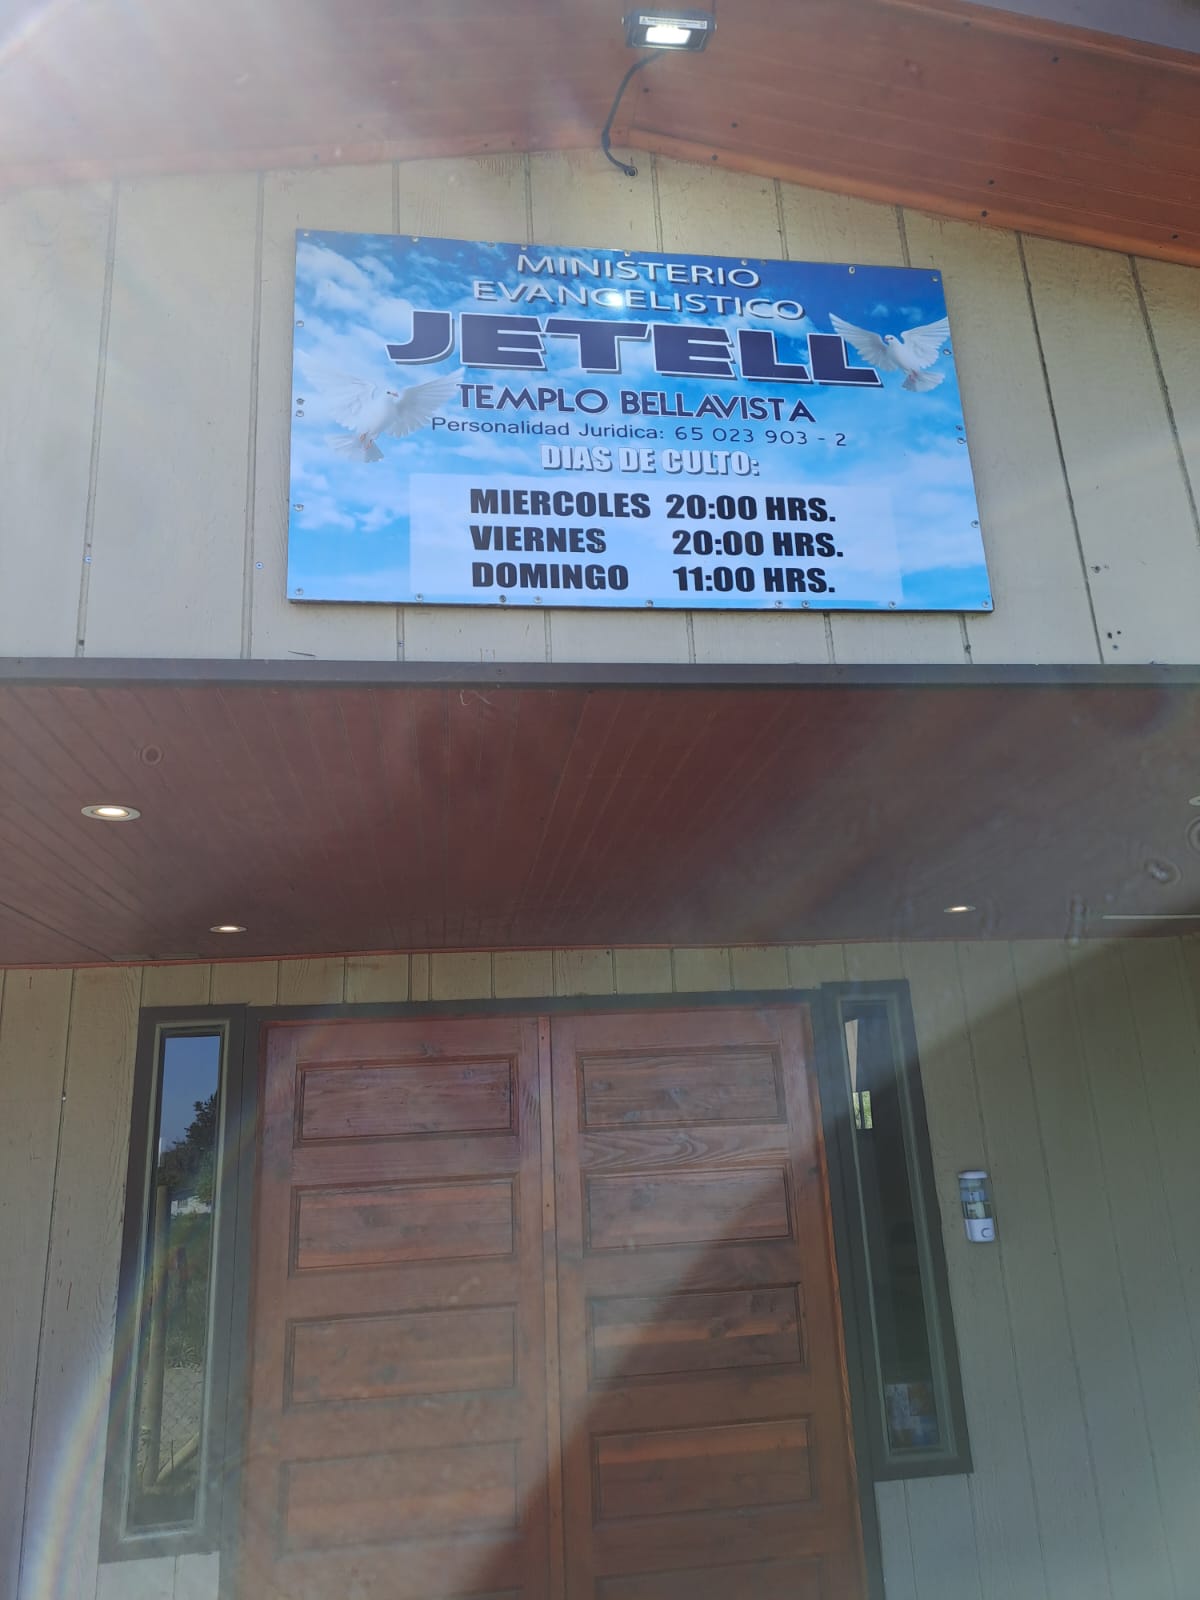 MINISTERIO
EVANGELISTICO
JETELL
TEMPLO BELLAVISTA
Personalidad Juridica: 65 023 903 - 2
DIAS DE CULTO:
MIERCOLES 20:00 HRS.
VIERNES 20:00 HRS.
DOMINGO 11:00 HRS.